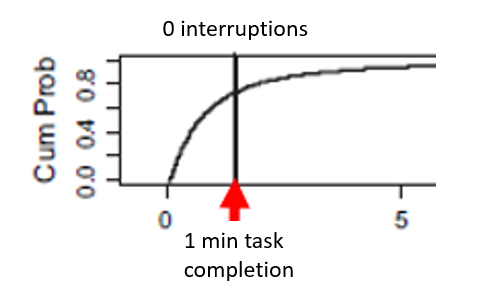 0 interruptions
Cum Prob
0.8
0.4
0.0
0 5
1 min task
completion